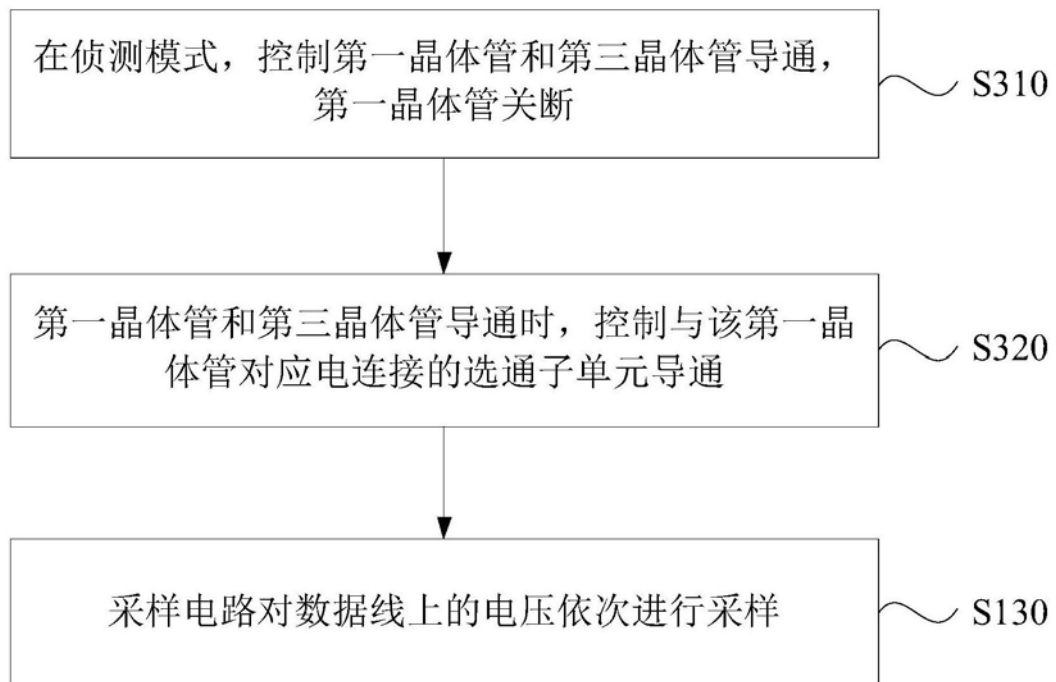 在侦测模式，控制第一晶体管和第三晶体管导通，
第一晶体管关断
S310
第一晶体管和第三晶体管导通时，控制与该第一晶
体管对应电连接的选通子单元导通
S320
采样电路对数据线上的电压依次进行采样
S130